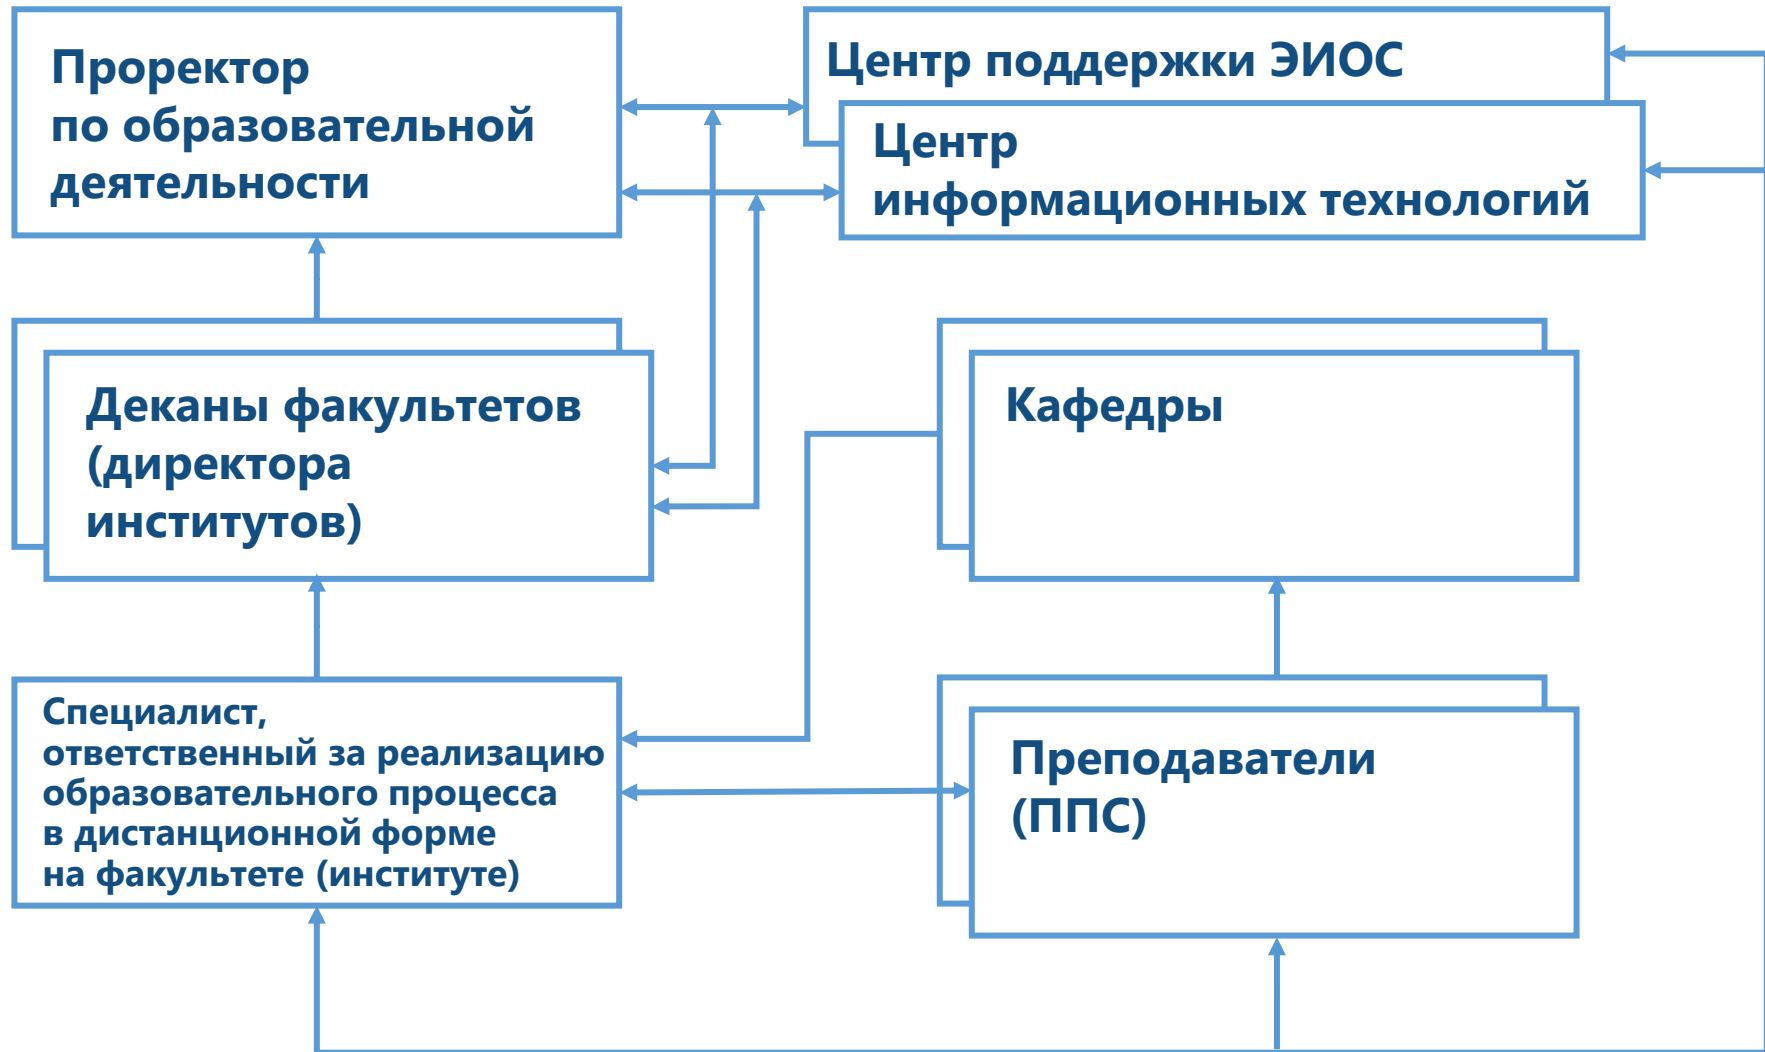 Проректор
по образовательной
деятельности
Центр поддержки ЭИОС
Центр
информационных технологий
Деканы факультетов
(директора
институтов)
Кафедры
Специалист,
ответственный за реализацию
образовательного процесса
в дистанционной форме
на факультете (институте)
Преподаватели
(ППС)